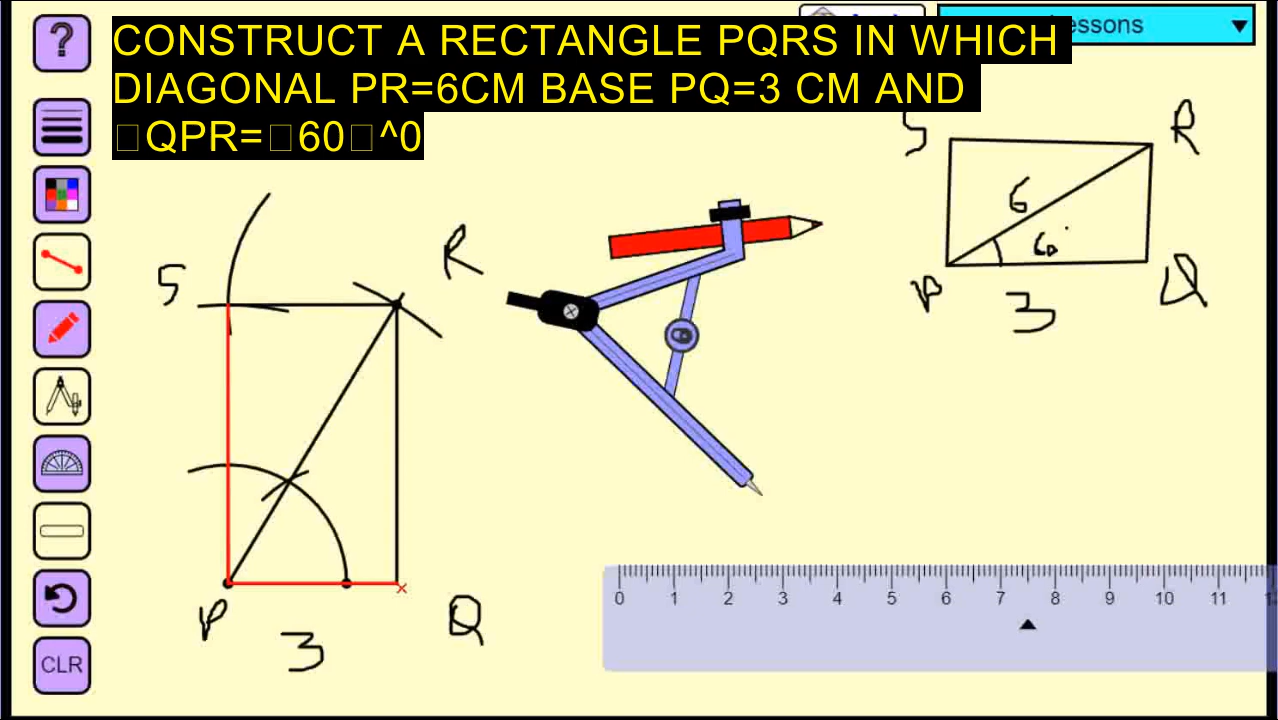 essons
CONSTRUCT A RECTANGLE PQRS IN WHICH
DIAGONAL PR=6CM BASE PQ=3 CM AND
□QPR=□60□^0
?
S R
6
60°
P 3 Q
S R
P 3 Q
0 1 2 3 4 5 6 7 8 9 10 11
CLR